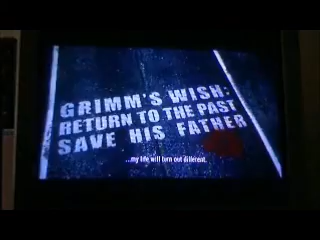 GRIMM'S WISH:
RETURN TO THE PAST
SAVE HIS FATHER
...my life will turn out different.